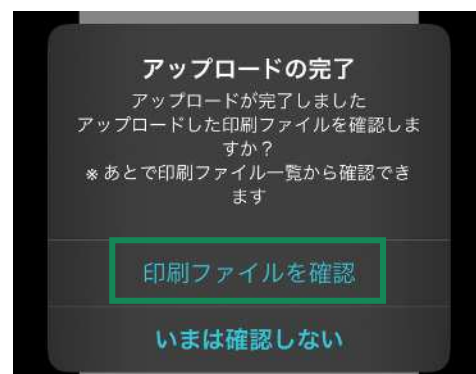 アップロードの完了
アップロードが完了しました
アップロードした印刷ファイルを確認しま
すか？
※あとで印刷ファイル一覧から確認でき
ます
印刷ファイルを確認
いまは確認しない